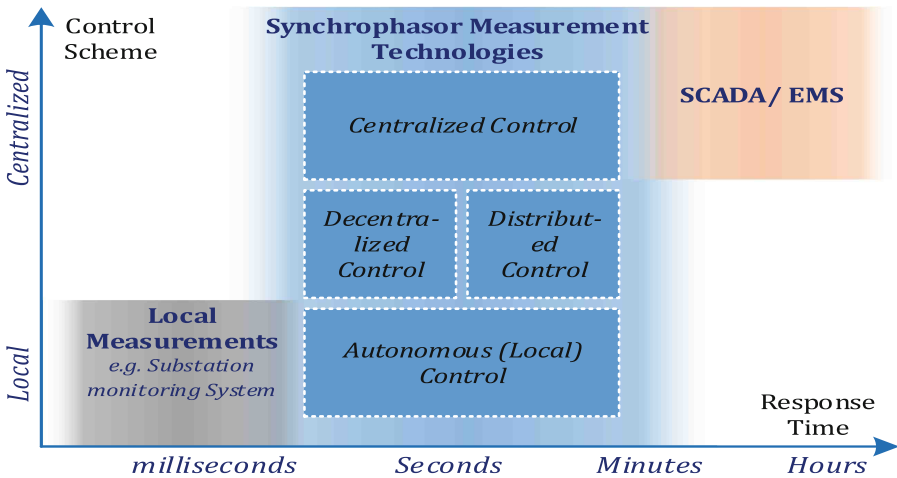 Control
Scheme
Synchrophasor Measurement
Technologies
SCADA/ EMS
Centralized
Centralized Control
Decentra-
lized
Control
Distribut-
ed
Control
Local
Measurements
e.g. Substation
monitoring System
Autonomous (Local)
Control
Local
Response
Time
milliseconds
Seconds
Minutes
Hours